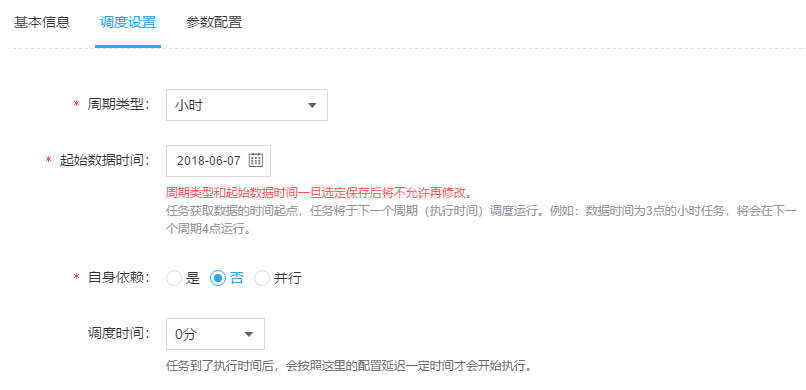 基本信息 调度设置 参数配置
* 周期类型： 小时
* 起始数据时间： 2018-06-07
周期类型和起始数据时间一旦选定保存后将不允许再修改。
任务获取数据的时间起点，任务将于下一个周期（执行时间）调度运行。例如：数据时间为3点的小时任务，将会在下一
个周期4点运行。
* 自身依赖： 是 否 并行
调度时间： 0分
任务到了执行时间后，会按照这里的配置延迟一定时间才会开始执行。